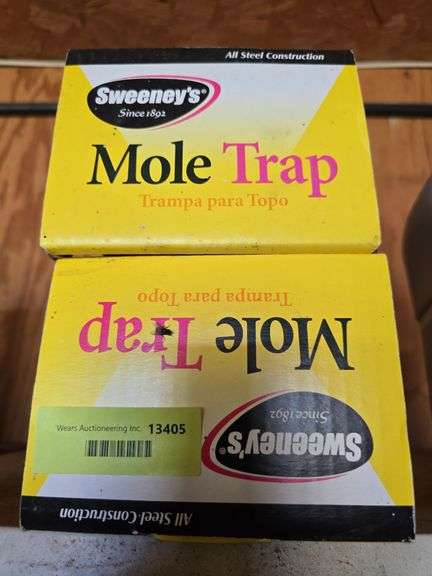 All Steel Construction
Sweeney's®
Since 1892
Mole Trap
Trampa para Topo
Trampa para Topo
Mole Trap
Since 1892
Sweeney's®
Wears Auctioneering Inc. 13405
All Steel Construction